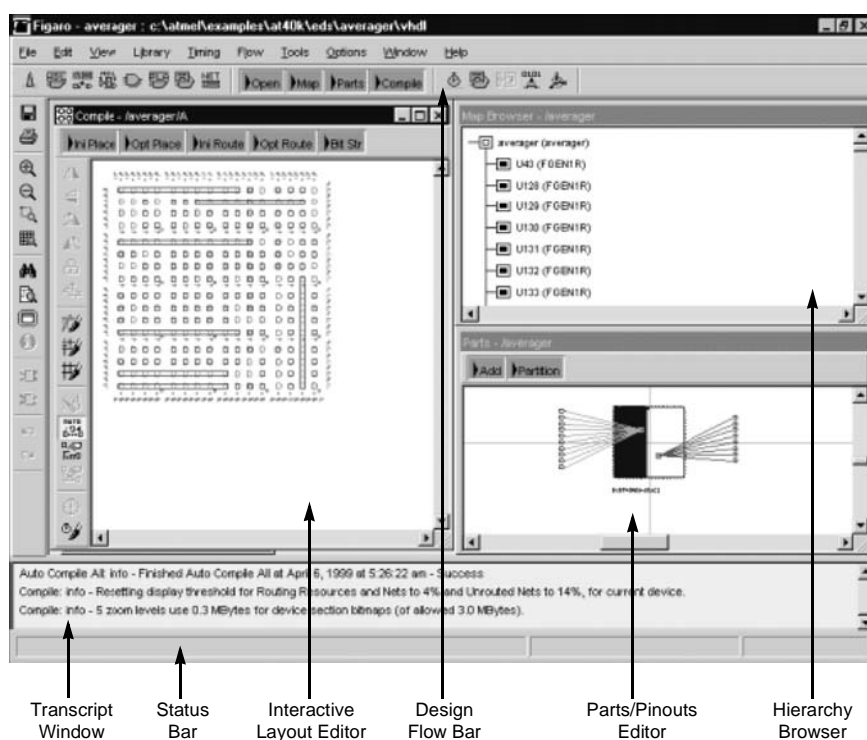 Figaro - averager : c:\atmel\examples\at40k\eds\averager\vhdl
File Edit View Library Timing Flow Tools Options Window Help
Open Map Parts Compile
Compile - /averager/A
Ini Place Opt Place Ini Route Opt Route Bit Str
Map Browser - /averager
averager (averager)
U43 (FGEN1R)
U128 (FGEN1R)
U129 (FGEN1R)
U130 (FGEN1R)
U131 (FGEN1R)
U132 (FGEN1R)
U133 (FGEN1R)
Parts - /averager
Add Partition
Auto Compile All: info - Finished Auto Compile All at April 6, 1999 at 5:26:22 am - Success
Compile: info - Resetting display threshold for Routing Resources and Nets to 4% and Unrouted Nets to 14%, for current device.
Compile: info - 5 zoom levels use 0.3 MBytes for device section bitmaps (of allowed 3.0 MBytes).
Transcript Window
Status Bar
Interactive Layout Editor
Design Flow Bar
Parts/Pinouts Editor
Hierarchy Browser